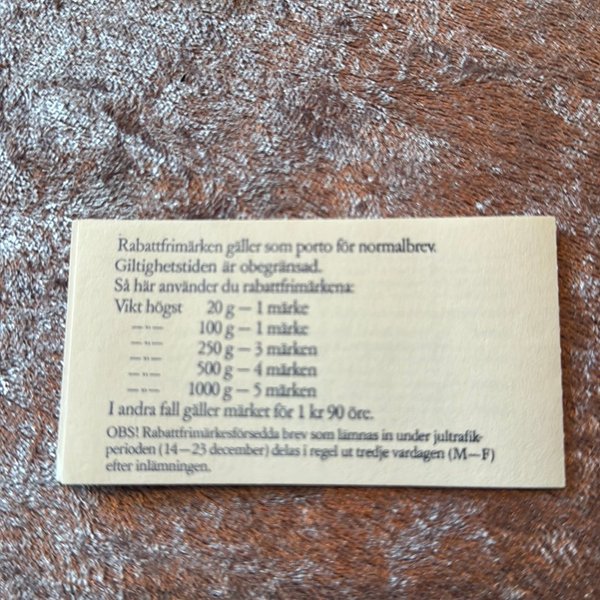 Rabattfrimärken gäller som porto för normalbrev.
Giltighetstiden är obegränsad.
Så här använder du rabattfrimärkena:
Vikt högst 20 g — 1 märke
—"— 100 g — 1 märke
—"— 250 g — 3 märken
—"— 500 g — 4 märken
—"— 1000 g — 5 märken
I andra fall gäller märket för 1 kr 90 öre.
OBS! Rabattfrimärkesförsedda brev som lämnas in under jultrafik-
perioden (14—23 december) delas i regel ut tredje vardagen (M—F)
efter inlämningen.